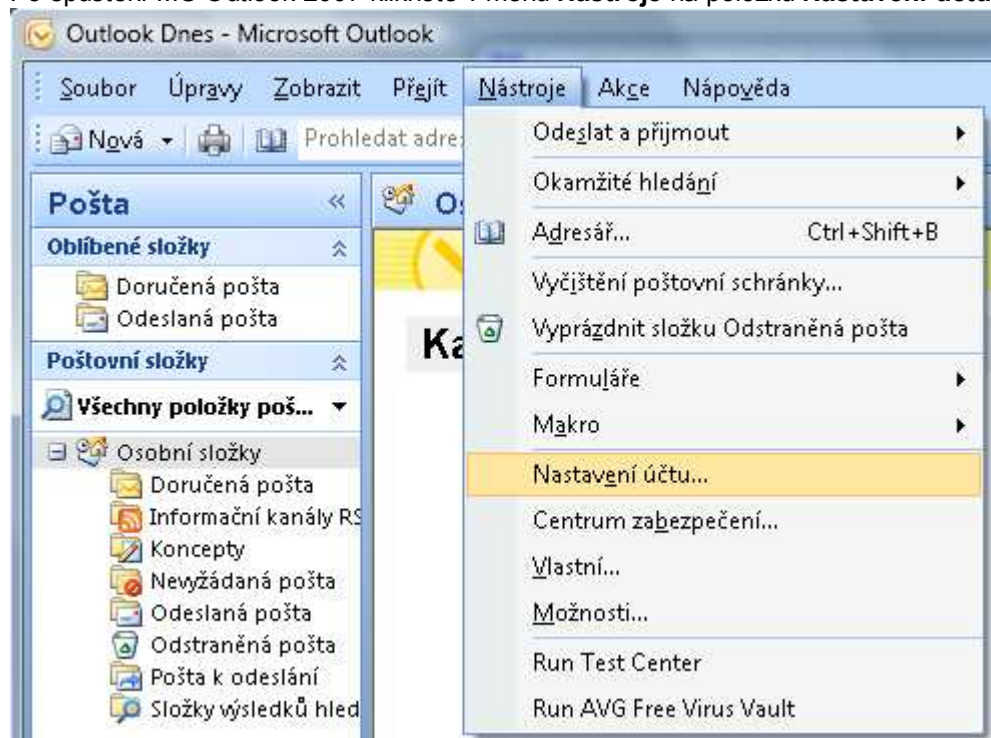 Outlook Dnes - Microsoft Outlook
Soubor Úpravy Zobrazit Přejít Nástroje Akce Nápověda
Nová Prohledat adre
Pošta «
Oblíbené složky
Doručená pošta
Odeslaná pošta
Poštovní složky
Všechny položky poš...
Osobní složky
Doručená pošta
Informační kanály RS
Koncepty
Nevyžádaná pošta
Odeslaná pošta
Odstraněná pošta
Pošta k odeslání
Složky výsledků hled
Os
Ka
Odeslat a přijmout
Okamžité hledání
Adresář... Ctrl+Shift+B
Vyčištění poštovní schránky...
Vyprázdnit složku Odstraněná pošta
Formuláře
Makro
Nastavení účtu...
Centrum zabezpečení...
Vlastní...
Možnosti...
Run Test Center
Run AVG Free Virus Vault